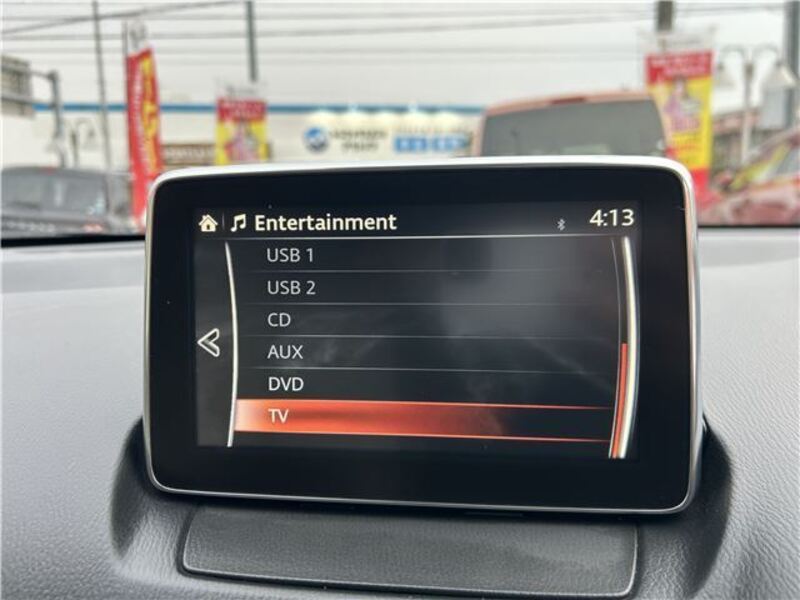 Entertainment 4:13
USB 1
USB 2
CD
AUX
DVD
TV